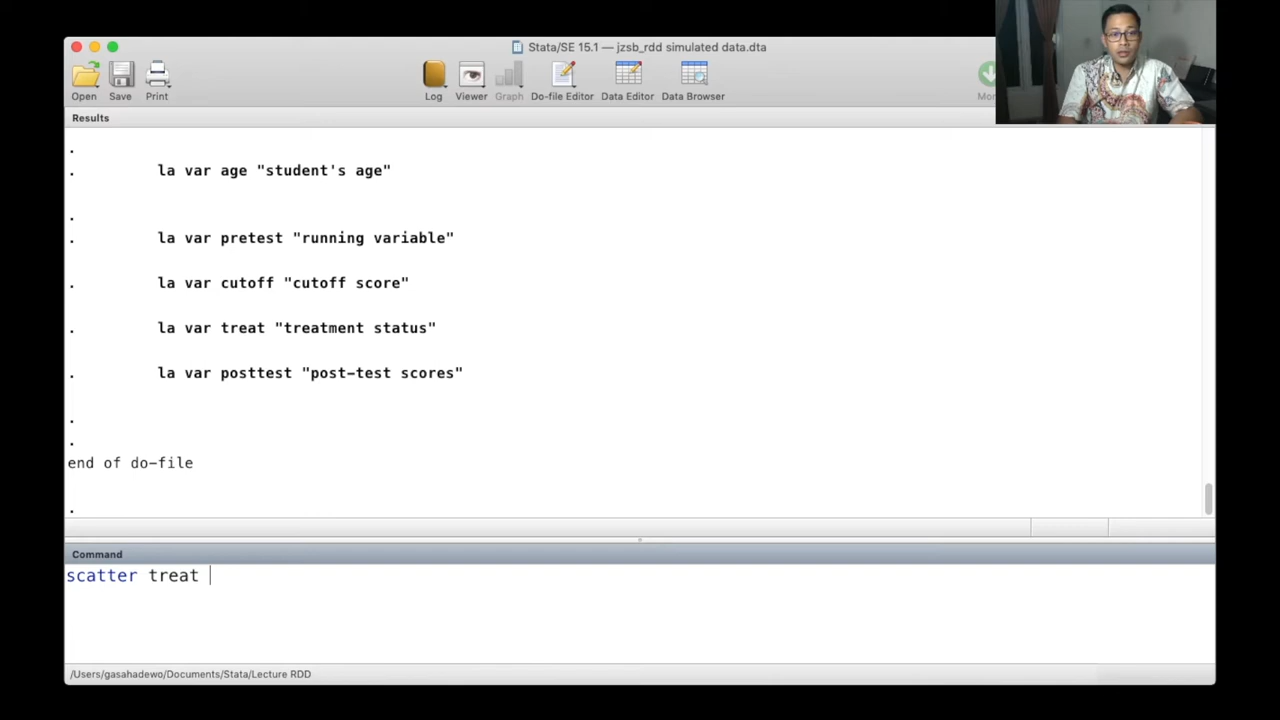 Stata/SE 15.1 — jzsb_rdd simulated data.dta
Open Save Print Log Viewer Graph Do-file Editor Data Editor Data Browser
Results
.
. la var age "student's age"
.
. la var pretest "running variable"
. la var cutoff "cutoff score"
. la var treat "treatment status"
. la var posttest "post-test scores"
.
.
end of do-file
.
Command
scatter treat
/Users/gasahadewo/Documents/Stata/Lecture RDD